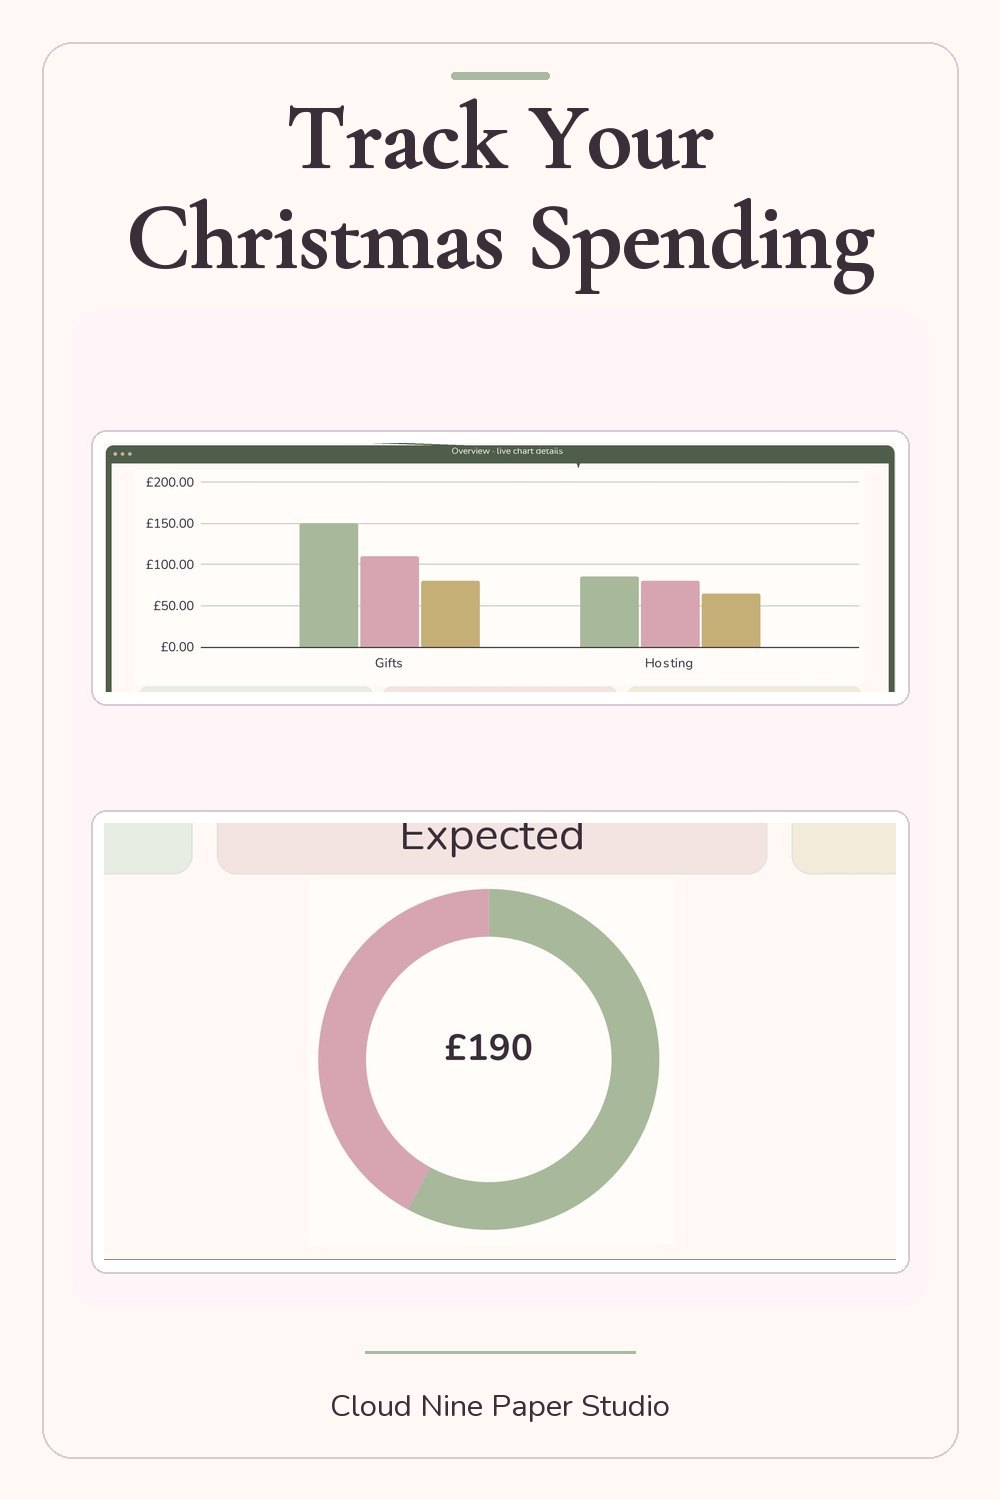 Track Your
Christmas Spending
Overview · live chart details
£200.00
£150.00
£100.00
£50.00
£0.00
Gifts
Hosting
Expected
£190
Cloud Nine Paper Studio